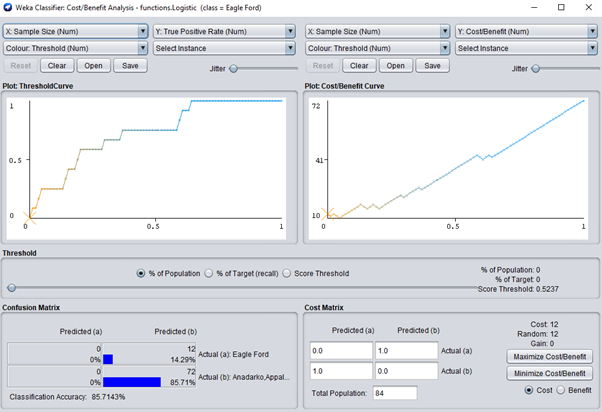 Weka Classifier: Cost/Benefit Analysis - functions.Logistic (class = Eagle Ford)
X: Sample Size (Num) Y: True Positive Rate (Num)
Colour: Threshold (Num) Select Instance
Reset Clear Open Save Jitter
Plot: ThresholdCurve
1
0.5
0
0 0.5 1
X: Sample Size (Num) Y: Cost/Benefit (Num)
Colour: Threshold (Num) Select Instance
Reset Clear Open Save Jitter
Plot: Cost/Benefit Curve
72
41
10
0 0.5 1
Threshold
% of Population % of Target (recall) Score Threshold
% of Population: 0
% of Target: 0
Score Threshold: 0.5237
Confusion Matrix
Predicted (a) Predicted (b)
0 12
0% 14.29% Actual (a): Eagle Ford
0 72
0% 85.71% Actual (b): Anadarko,Appal...
Classification Accuracy: 85.7143%
Cost Matrix
Predicted (a) Predicted (b)
0.0 1.0 Actual (a)
1.0 0.0 Actual (b)
Total Population: 84
Cost: 12
Random: 12
Gain: 0
Maximize Cost/Benefit
Minimize Cost/Benefit
Cost Benefit